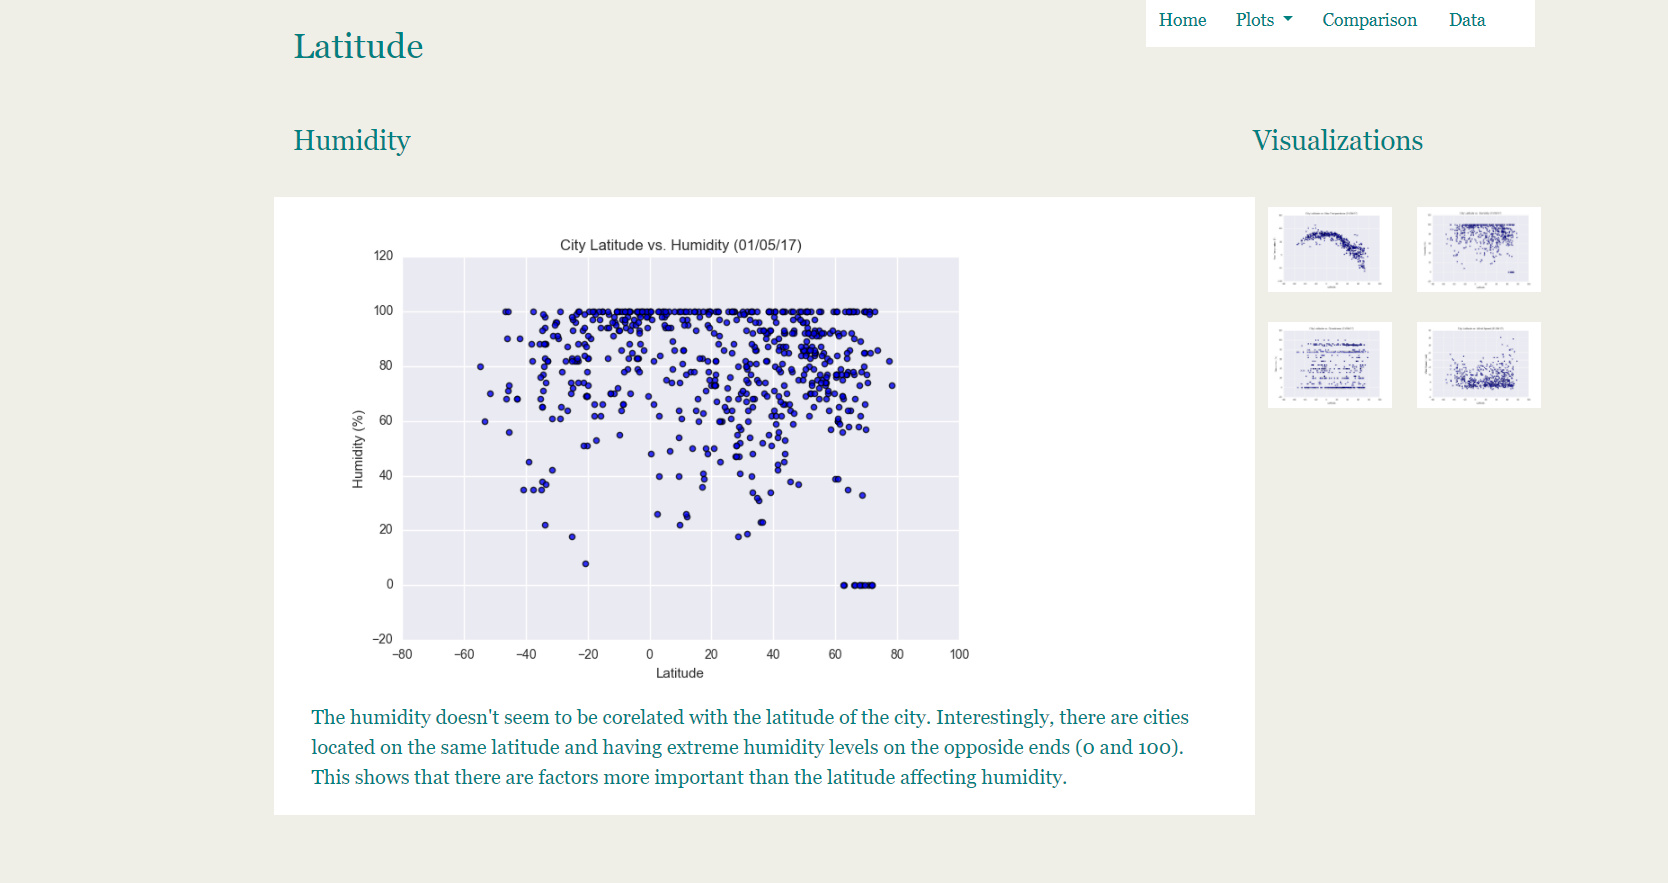 Home Plots Comparison Data
Latitude
Humidity
Visualizations
City Latitude vs. Humidity (01/05/17)
120
100
80
60
40
20
0
−20
Humidity (%)
−80 −60 −40 −20 0 20 40 60 80 100
Latitude
The humidity doesn't seem to be corelated with the latitude of the city. Interestingly, there are cities
located on the same latitude and having extreme humidity levels on the opposide ends (0 and 100).
This shows that there are factors more important than the latitude affecting humidity.